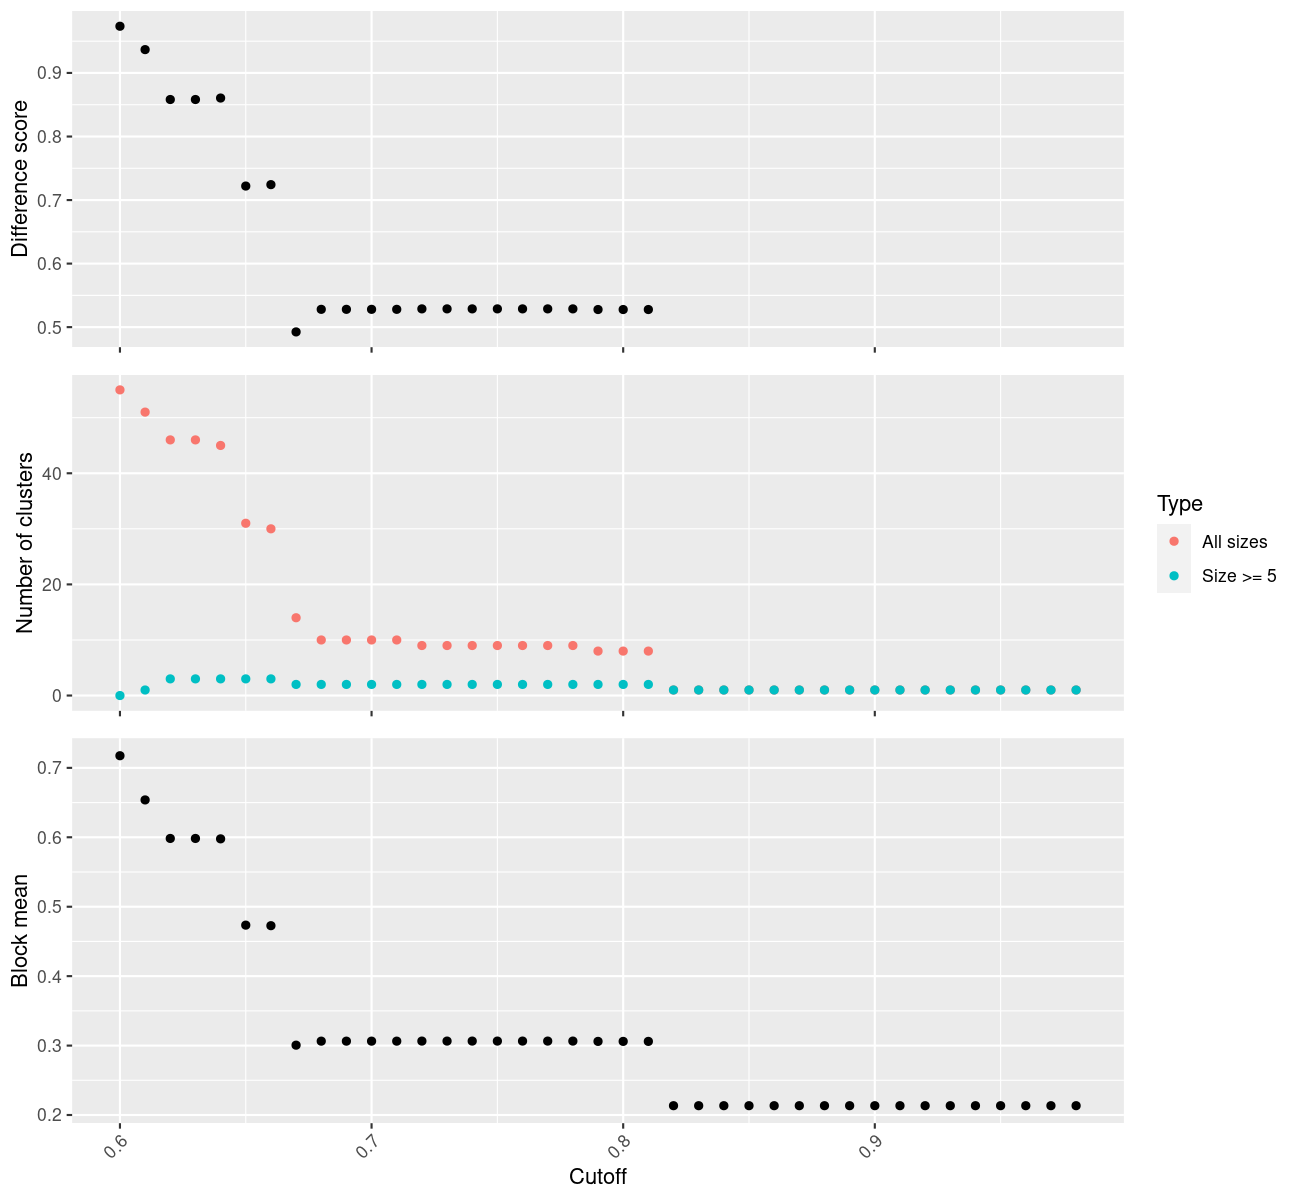 Difference score
0.9
0.8
0.7
0.6
0.5
Number of clusters
40
20
0
Type
All sizes
Size >= 5
Block mean
0.7
0.6
0.5
0.4
0.3
0.2
0.6 0.7 0.8 0.9
Cutoff